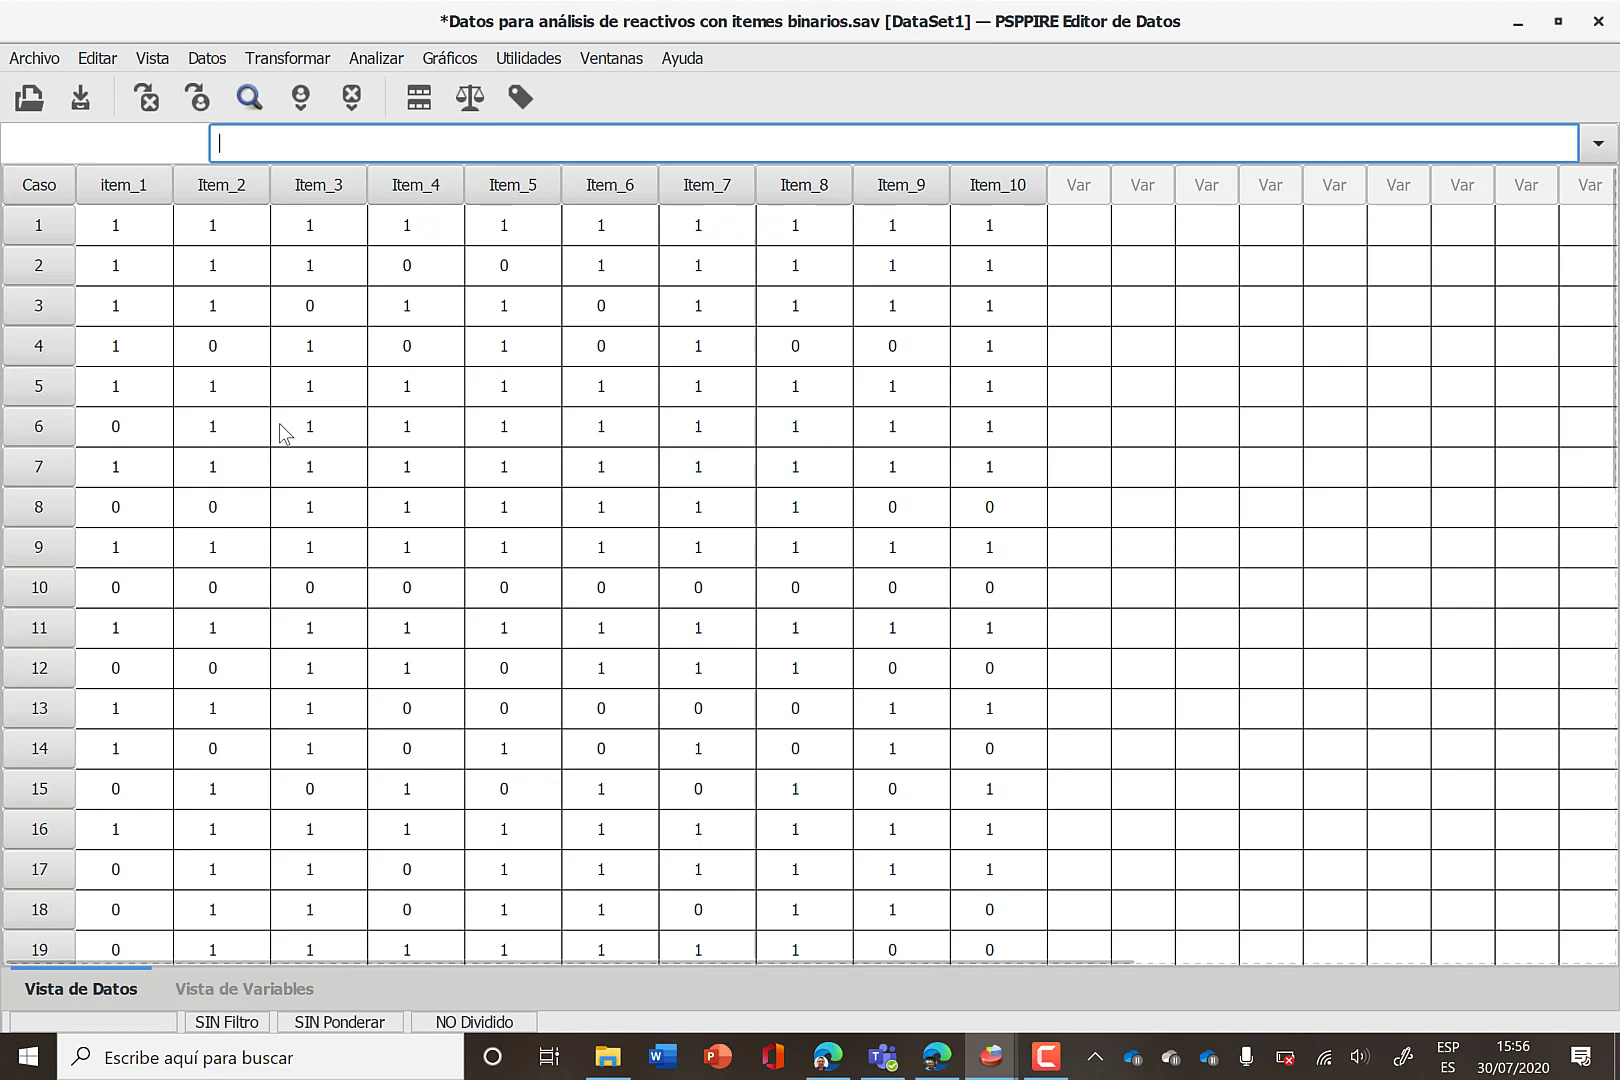 *Datos para análisis de reactivos con itemes binarios.sav [DataSet1] — PSPPIRE Editor de Datos
Archivo Editar Vista Datos Transformar Analizar Gráficos Utilidades Ventanas Ayuda
Caso item_1 Item_2 Item_3 Item_4 Item_5 Item_6 Item_7 Item_8 Item_9 Item_10 Var Var Var Var Var Var Var Var Var
1 1 1 1 1 1 1 1 1 1 1
2 1 1 1 0 0 1 1 1 1 1
3 1 1 0 1 1 0 1 1 1 1
4 1 0 1 0 1 0 1 0 0 1
5 1 1 1 1 1 1 1 1 1 1
6 0 1 1 1 1 1 1 1 1 1
7 1 1 1 1 1 1 1 1 1 1
8 0 0 1 1 1 1 1 1 0 0
9 1 1 1 1 1 1 1 1 1 1
10 0 0 0 0 0 0 0 0 0 0
11 1 1 1 1 1 1 1 1 1 1
12 0 0 1 1 0 1 1 1 0 0
13 1 1 1 0 0 0 0 0 1 1
14 1 0 1 0 1 0 1 0 1 0
15 0 1 0 1 0 1 0 1 0 1
16 1 1 1 1 1 1 1 1 1 1
17 0 1 1 0 1 1 1 1 1 1
18 0 1 1 0 1 1 0 1 1 0
19 0 1 1 1 1 1 1 1 0 0
Vista de Datos Vista de Variables
SIN Filtro SIN Ponderar NO Dividido
Escribe aquí para buscar
ESP
ES
15:56
30/07/2020